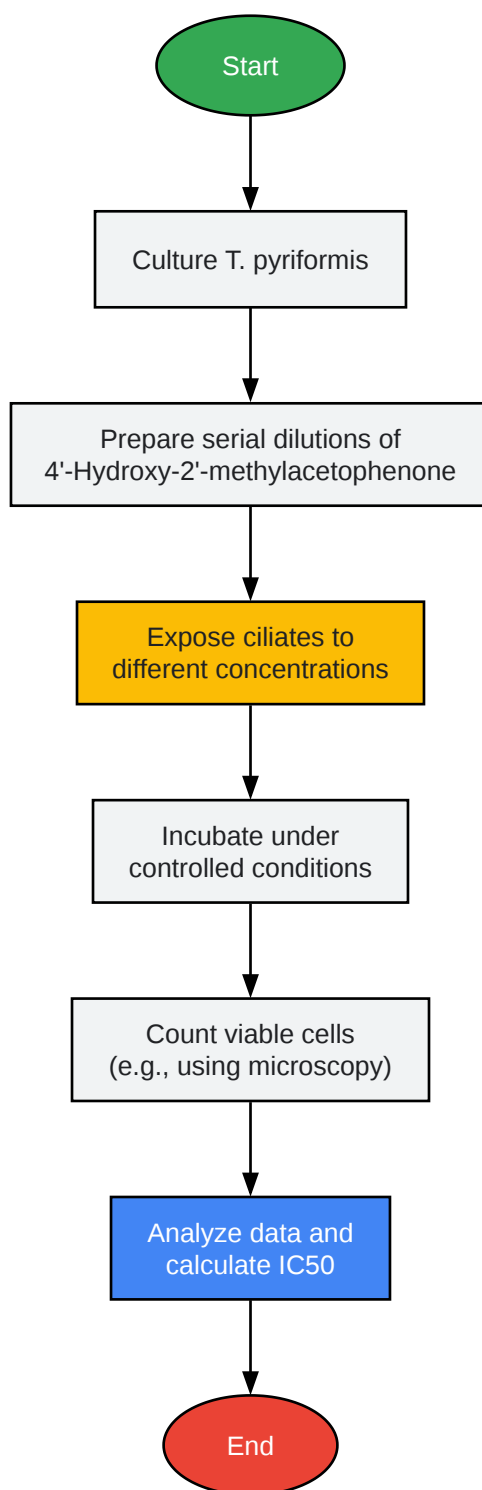 Start
Culture T. pyriformis
Prepare serial dilutions of
4'-Hydroxy-2'-methylacetophenone
Expose ciliates to
different concentrations
Incubate under
controlled conditions
Count viable cells
(e.g., using microscopy)
Analyze data and
calculate IC50
End